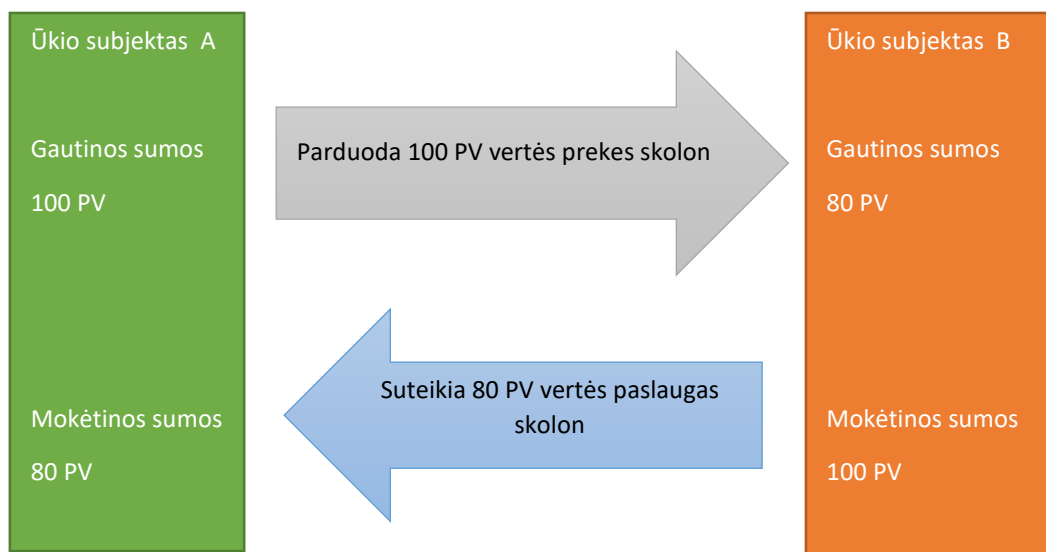 Ūkio subjektas A
Gautinos sumos
100 PV
Mokėtinos sumos
80 PV
Parduoda 100 PV vertės prekes skolon
Suteikia 80 PV vertės paslaugas
skolon
Ūkio subjektas B
Gautinos sumos
80 PV
Mokėtinos sumos
100 PV